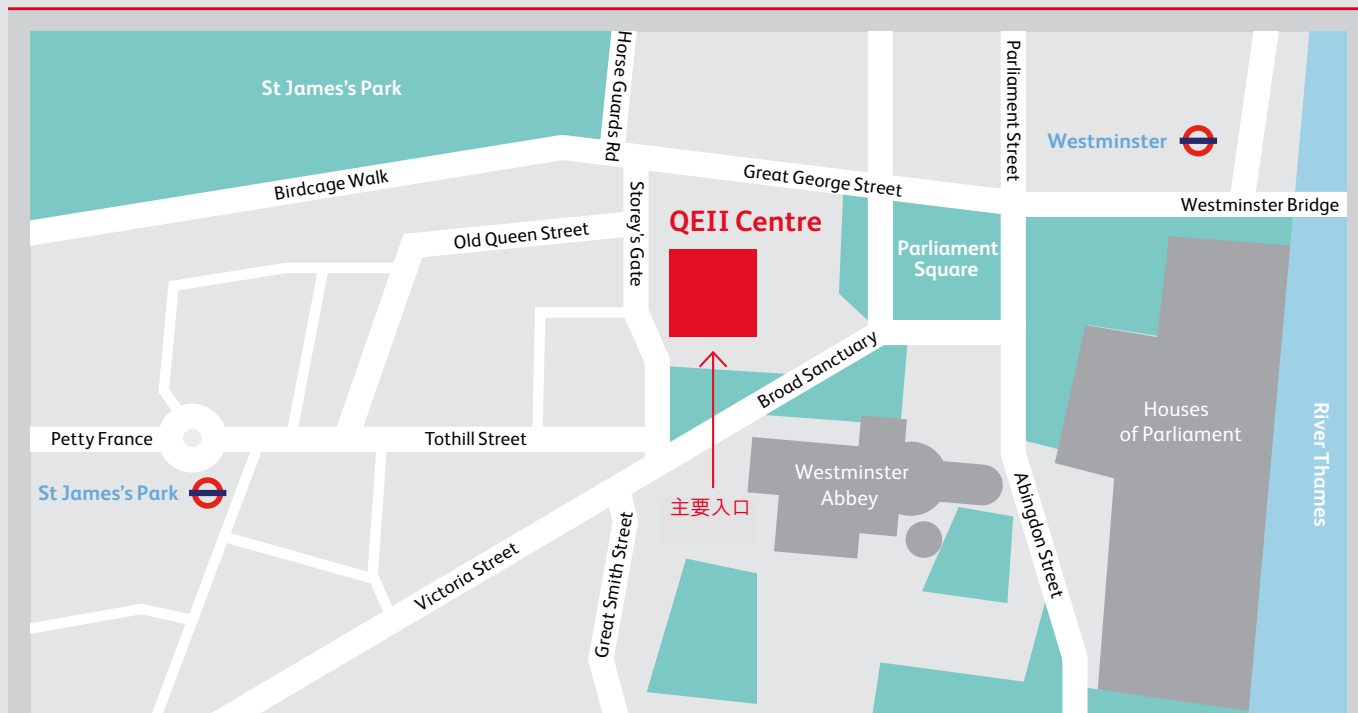 St James’s Park
Horse Guards Rd
Parliament Street
Westminster
Birdcage Walk
Great George Street
Westminster Bridge
Storey’s Gate
QEII Centre
Old Queen Street
Parliament
Square
Broad Sanctuary
Houses
of Parliament
River Thames
Petty France
Tothill Street
Westminster
Abbey
St James’s Park
主要入口
Abingdon Street
Victoria Street
Great Smith Street